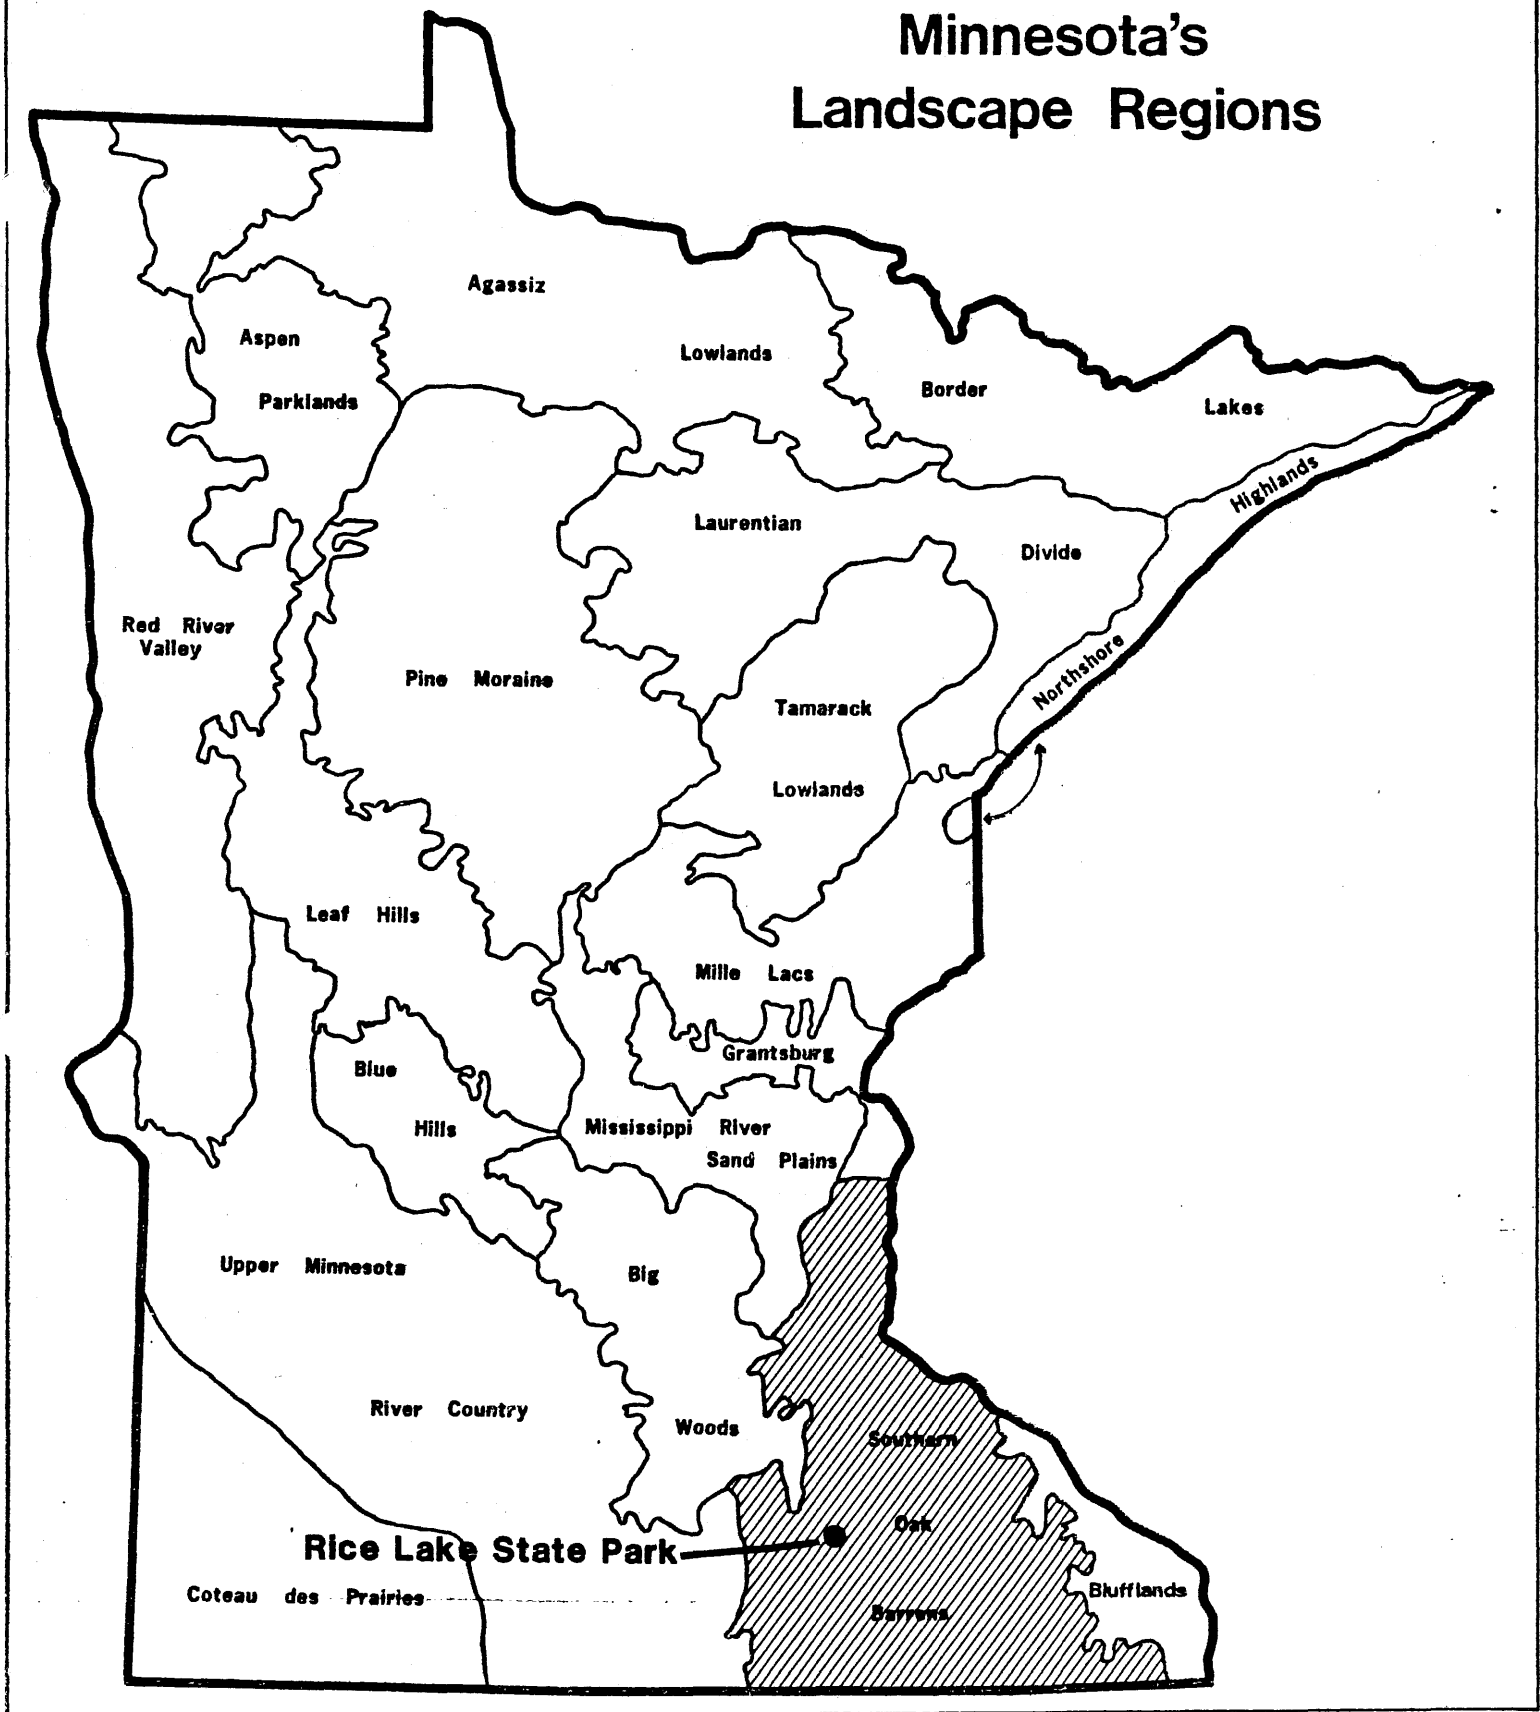 Minnesota's
Landscape Regions
Agassiz
Lowlands
Aspen
Parklands
Border
Lakes
Highlands
Northshore
Laurentian
Divide
Red River
Valley
Pine Moraine
Tamarack
Lowlands
Leaf Hills
Mille Lacs
Grantsburg
Blue
Hills
Mississippi River
Sand Plains
Upper Minnesota
River Country
Big
Woods
Southern
Oak
Barrens
Rice Lake State Park
Coteau des Prairies
Blufflands